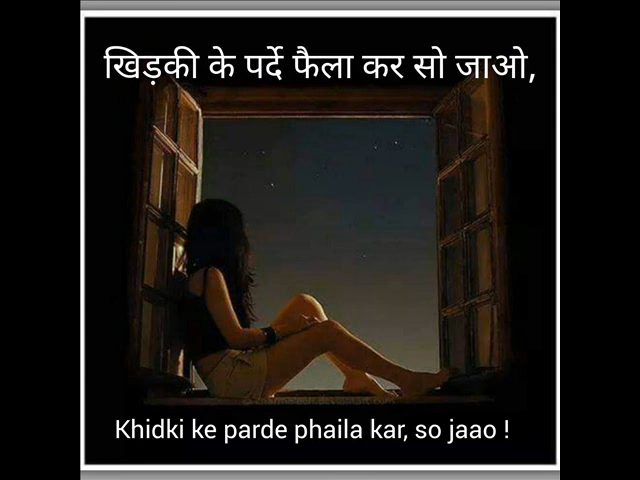 खिड़की के पर्दे फैला कर सो जाओ,
Khidki ke parde phaila kar, so jaao !